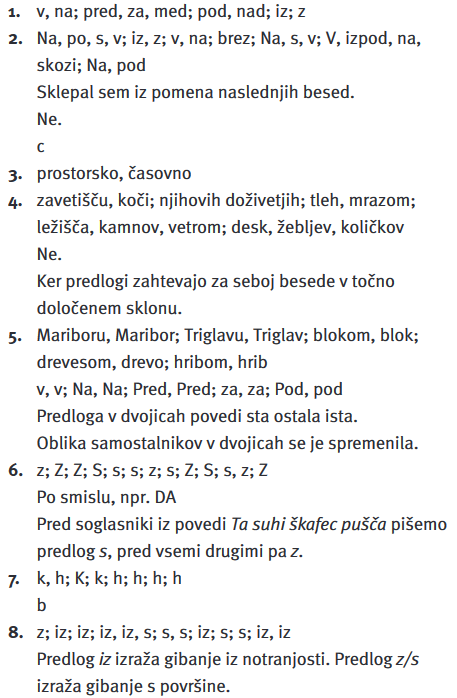 1. v, na; pred, za, med; pod, nad; iz; z
2. Na, po, s, v; iz, z; v, na; brez; Na, s, v; V, izpod, na,
skozi; Na, pod
Sklepal sem iz pomena naslednjih besed.
Ne.
c
3. prostorsko, časovno
4. zavetišču, koči; njihovih doživetjih; tleh, mrazom;
ležišča, kamnov, vetrom; desk, žebljev, količkov
Ne.
Ker predlogi zahtevajo za seboj besede v točno
določenem sklonu.
5. Mariboru, Maribor; Triglavu, Triglav; blokom, blok;
drevesom, drevo; hribom, hrib
v, v; Na, Na; Pred, Pred; za, za; Pod, pod
Predloga v dvojicah povedi sta ostala ista.
Oblika samostalnikov v dvojicah se je spremenila.
6. z; Z; Z; S; s; s; z; s; Z; S; s, z; Z
Po smislu, npr. DA
Pred soglasniki iz povedi Ta suhi škafec pušča pišemo
predlog s, pred vsemi drugimi pa z.
7. k, h; K; k; h; h; h; h
b
8. z; iz; iz; iz, iz, s; s, s; iz; s; s; iz, iz
Predlog iz izraža gibanje iz notranjosti. Predlog z/s
izraža gibanje s površine.